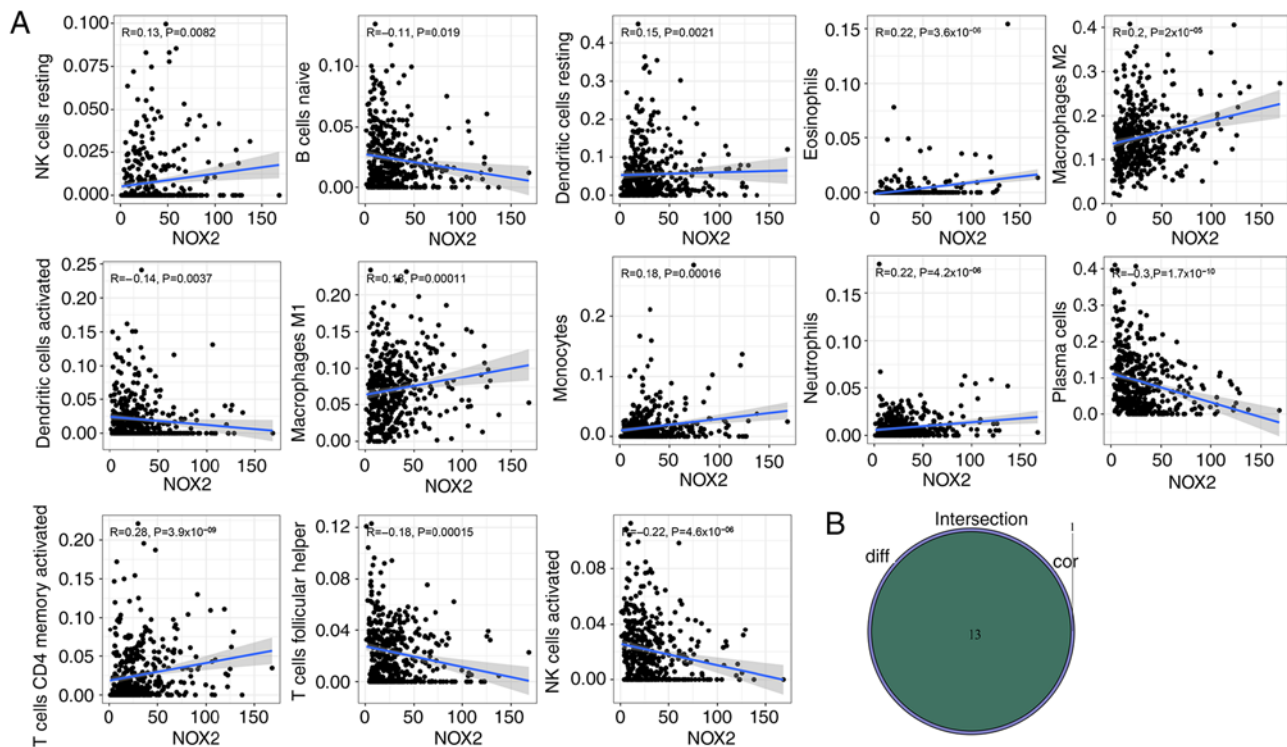 A
R=0.13, P=0.0082
NK cells resting
0.100
0.075
0.050
0.025
0.000
0 50 100 150
NOX2
R=−0.11, P=0.019
B cells naive
0.10
0.05
0.00
0 50 100 150
NOX2
R=0.15, P=0.0021
Dendritic cells resting
0.4
0.3
0.2
0.1
0.0
0 50 100 150
NOX2
R=0.22, P=3.6x10⁻⁰⁶
Eosinophils
0.15
0.10
0.05
0.00
0 50 100 150
NOX2
R=0.2, P=2x10⁻⁰⁵
Macrophages M2
0.4
0.3
0.2
0.1
0.0
0 50 100 150
NOX2
R=−0.14, P=0.0037
Dendritic cells activated
0.25
0.20
0.15
0.10
0.05
0.00
0 50 100 150
NOX2
P=0.00011
Macrophages M1
0.20
0.15
0.10
0.05
0.00
0 50 100 150
NOX2
R=0.18, P=0.00016
Monocytes
0.3
0.2
0.1
0.0
0 50 100 150
NOX2
R=0.22, P=4.2x10⁻⁰⁶
Neutrophils
0.15
0.10
0.05
0.00
0 50 100 150
NOX2
R=−0.3,P=1.7x10⁻¹⁰
Plasma cells
0.4
0.3
0.2
0.1
0.0
0 50 100 150
NOX2
R=0.28, P=3.9x10⁻⁰⁹
T cells CD4 memory activated
0.20
0.15
0.10
0.05
0.00
0 50 100 150
NOX2
R=−0.18, P=0.00015
T cells follicular helper
0.12
0.08
0.04
0.00
0 50 100 150
NOX2
R=−0.22, P=4.6x10⁻⁰⁶
NK cells activated
0.08
0.04
0.00
0 50 100 150
NOX2
B
Intersection
1
diff
cor
13